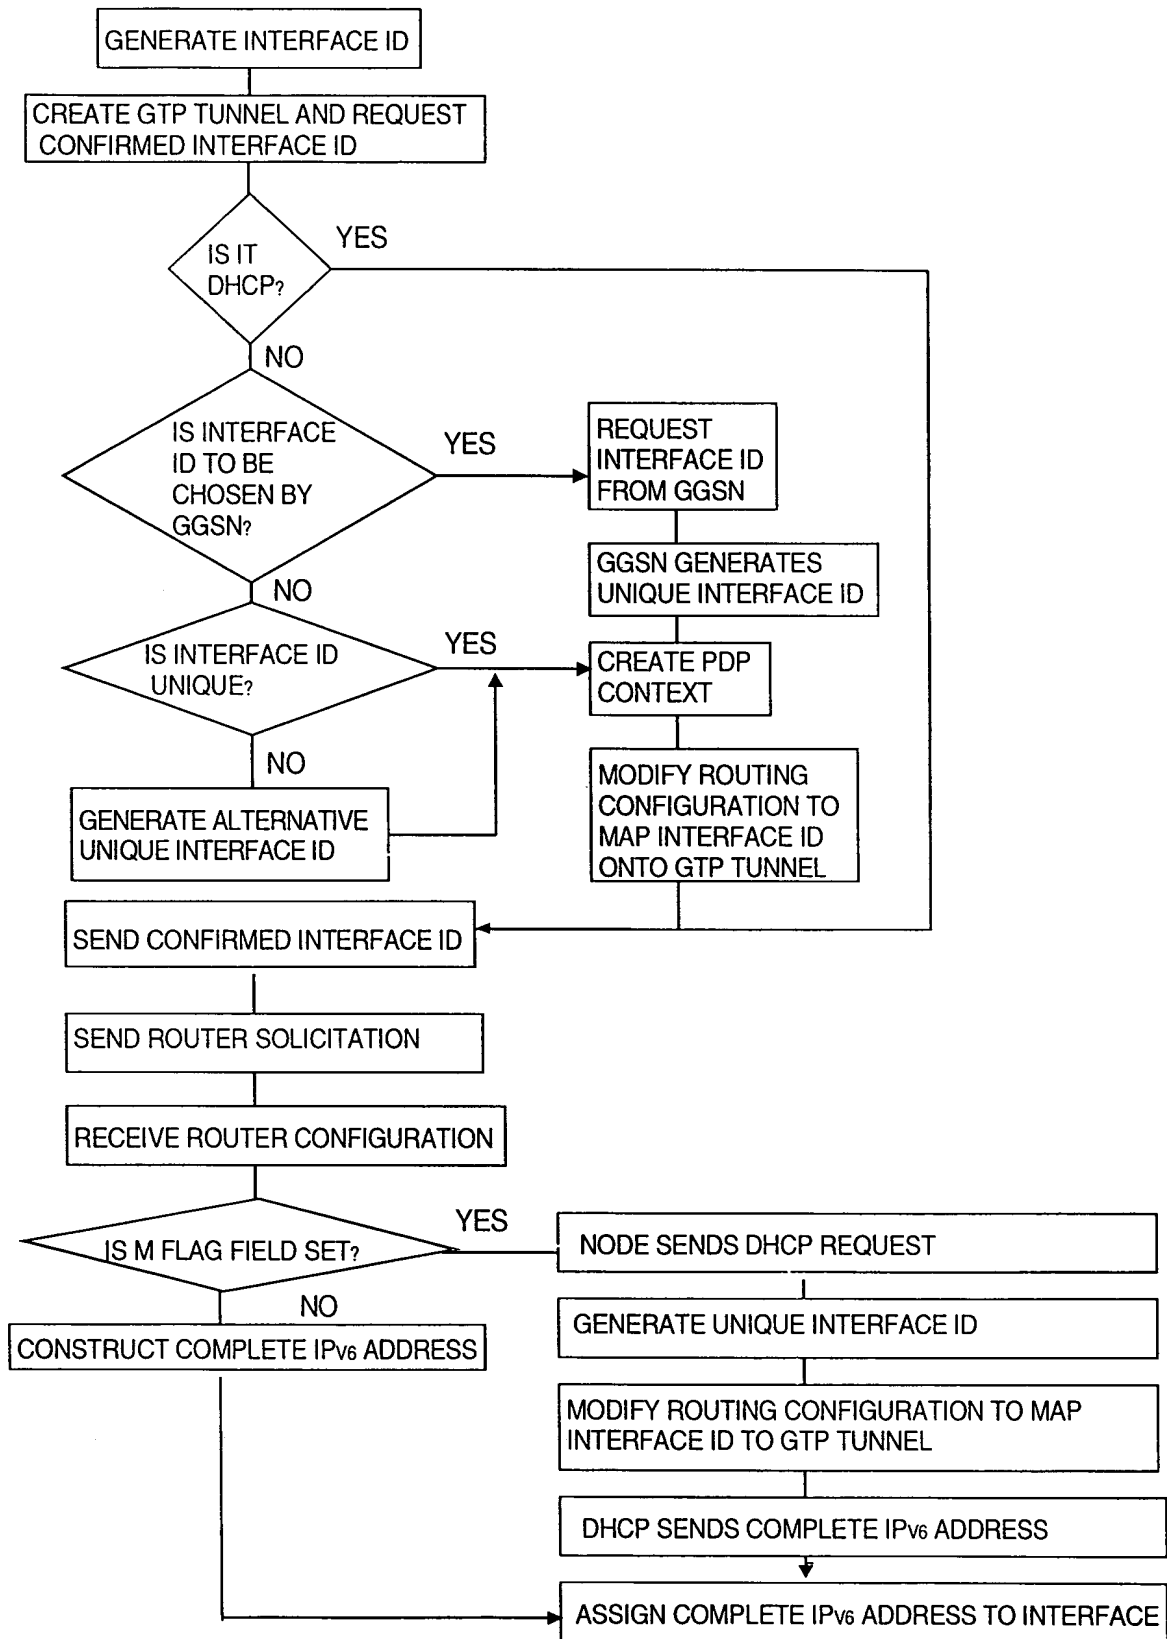 GENERATE INTERFACE ID
CREATE GTP TUNNEL AND REQUEST
CONFIRMED INTERFACE ID
IS IT
DHCP?
YES
NO
IS INTERFACE
ID TO BE
CHOSEN BY
GGSN?
YES
REQUEST
INTERFACE ID
FROM GGSN
GGSN GENERATES
UNIQUE INTERFACE ID
NO
IS INTERFACE ID
UNIQUE?
YES
CREATE PDP
CONTEXT
NO
GENERATE ALTERNATIVE
UNIQUE INTERFACE ID
MODIFY ROUTING
CONFIGURATION TO
MAP INTERFACE ID
ONTO GTP TUNNEL
SEND CONFIRMED INTERFACE ID
SEND ROUTER SOLICITATION
RECEIVE ROUTER CONFIGURATION
IS M FLAG FIELD SET?
YES
NO
CONSTRUCT COMPLETE IPV6 ADDRESS
NODE SENDS DHCP REQUEST
GENERATE UNIQUE INTERFACE ID
MODIFY ROUTING CONFIGURATION TO MAP
INTERFACE ID TO GTP TUNNEL
DHCP SENDS COMPLETE IPV6 ADDRESS
ASSIGN COMPLETE IPV6 ADDRESS TO INTERFACE